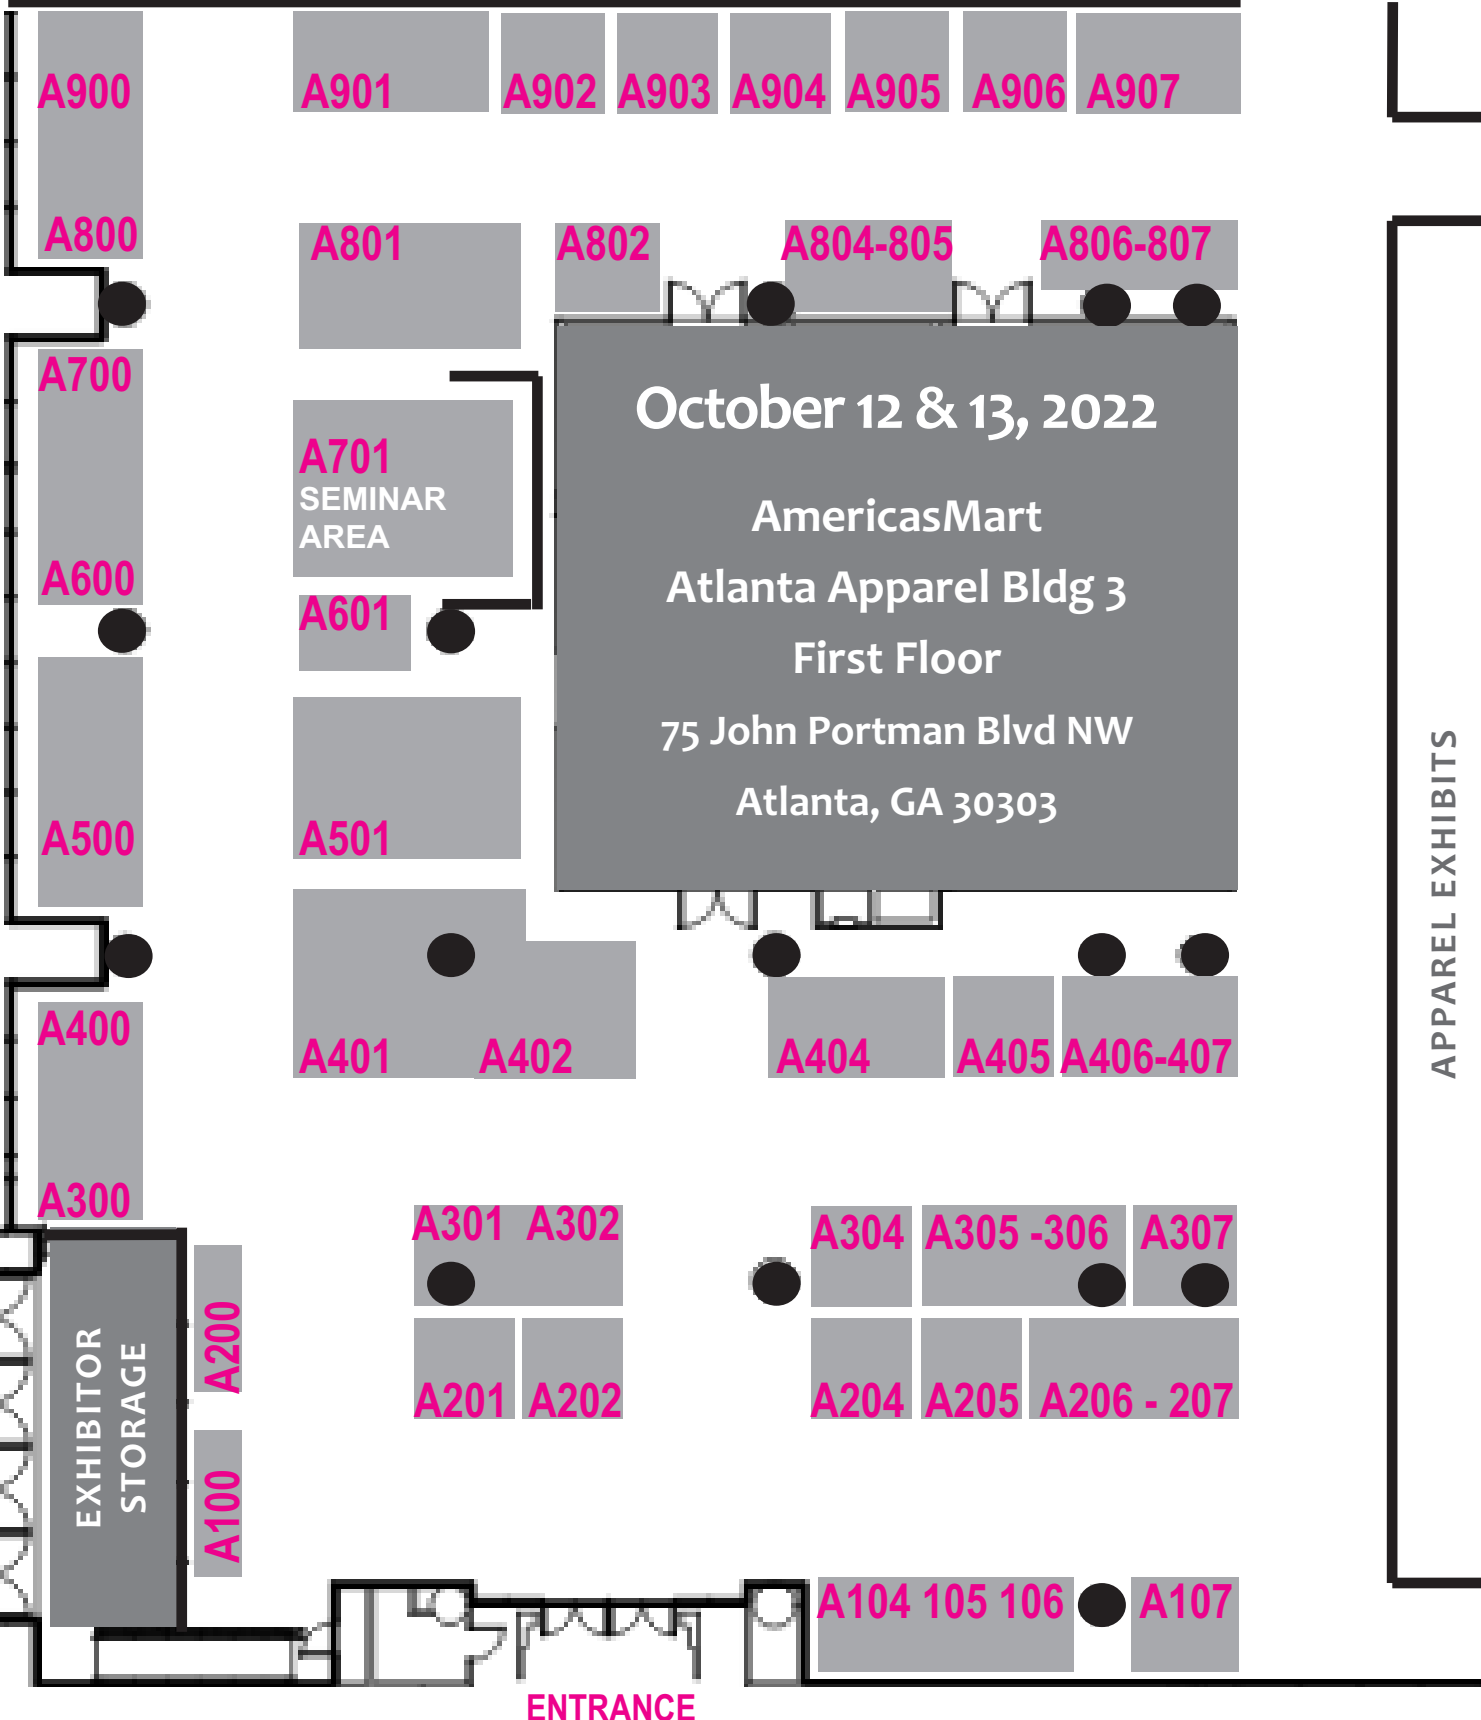 A900
A901
A902
A903
A904
A905
A906
A907
A800
A801
A802
A804-805
A806-807
A700
A701
SEMINAR
AREA
October 12 & 13, 2022
AmericasMart
Atlanta Apparel Bldg 3
First Floor
75 John Portman Blvd NW
Atlanta, GA 30303
A600
A601
A500
A501
APPAREL EXHIBITS
A400
A401
A402
A404
A405
A406-407
A300
A301
A302
A304
A305 -306
A307
A200
A201
A202
A204
A205
A206 - 207
EXHIBITOR
STORAGE
A100
A104 105 106
A107
ENTRANCE